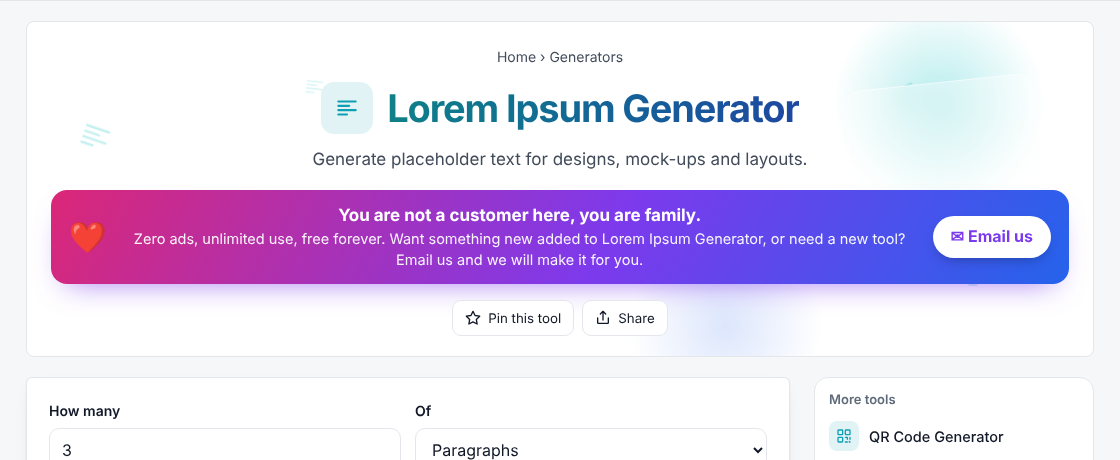 Home › Generators
Lorem Ipsum Generator
Generate placeholder text for designs, mock-ups and layouts.
You are not a customer here, you are family.
Zero ads, unlimited use, free forever. Want something new added to Lorem Ipsum Generator, or need a new tool?
Email us and we will make it for you.
✉ Email us
Pin this tool
Share
How many
Of
3
Paragraphs
More tools
QR Code Generator